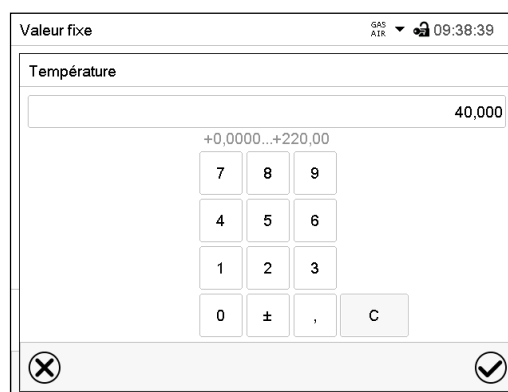 Valeur fixe
GAS
AIR
09:38:39
Température
40,000
+0,0000...+220,00
7 8 9
4 5 6
1 2 3
0 ± , C